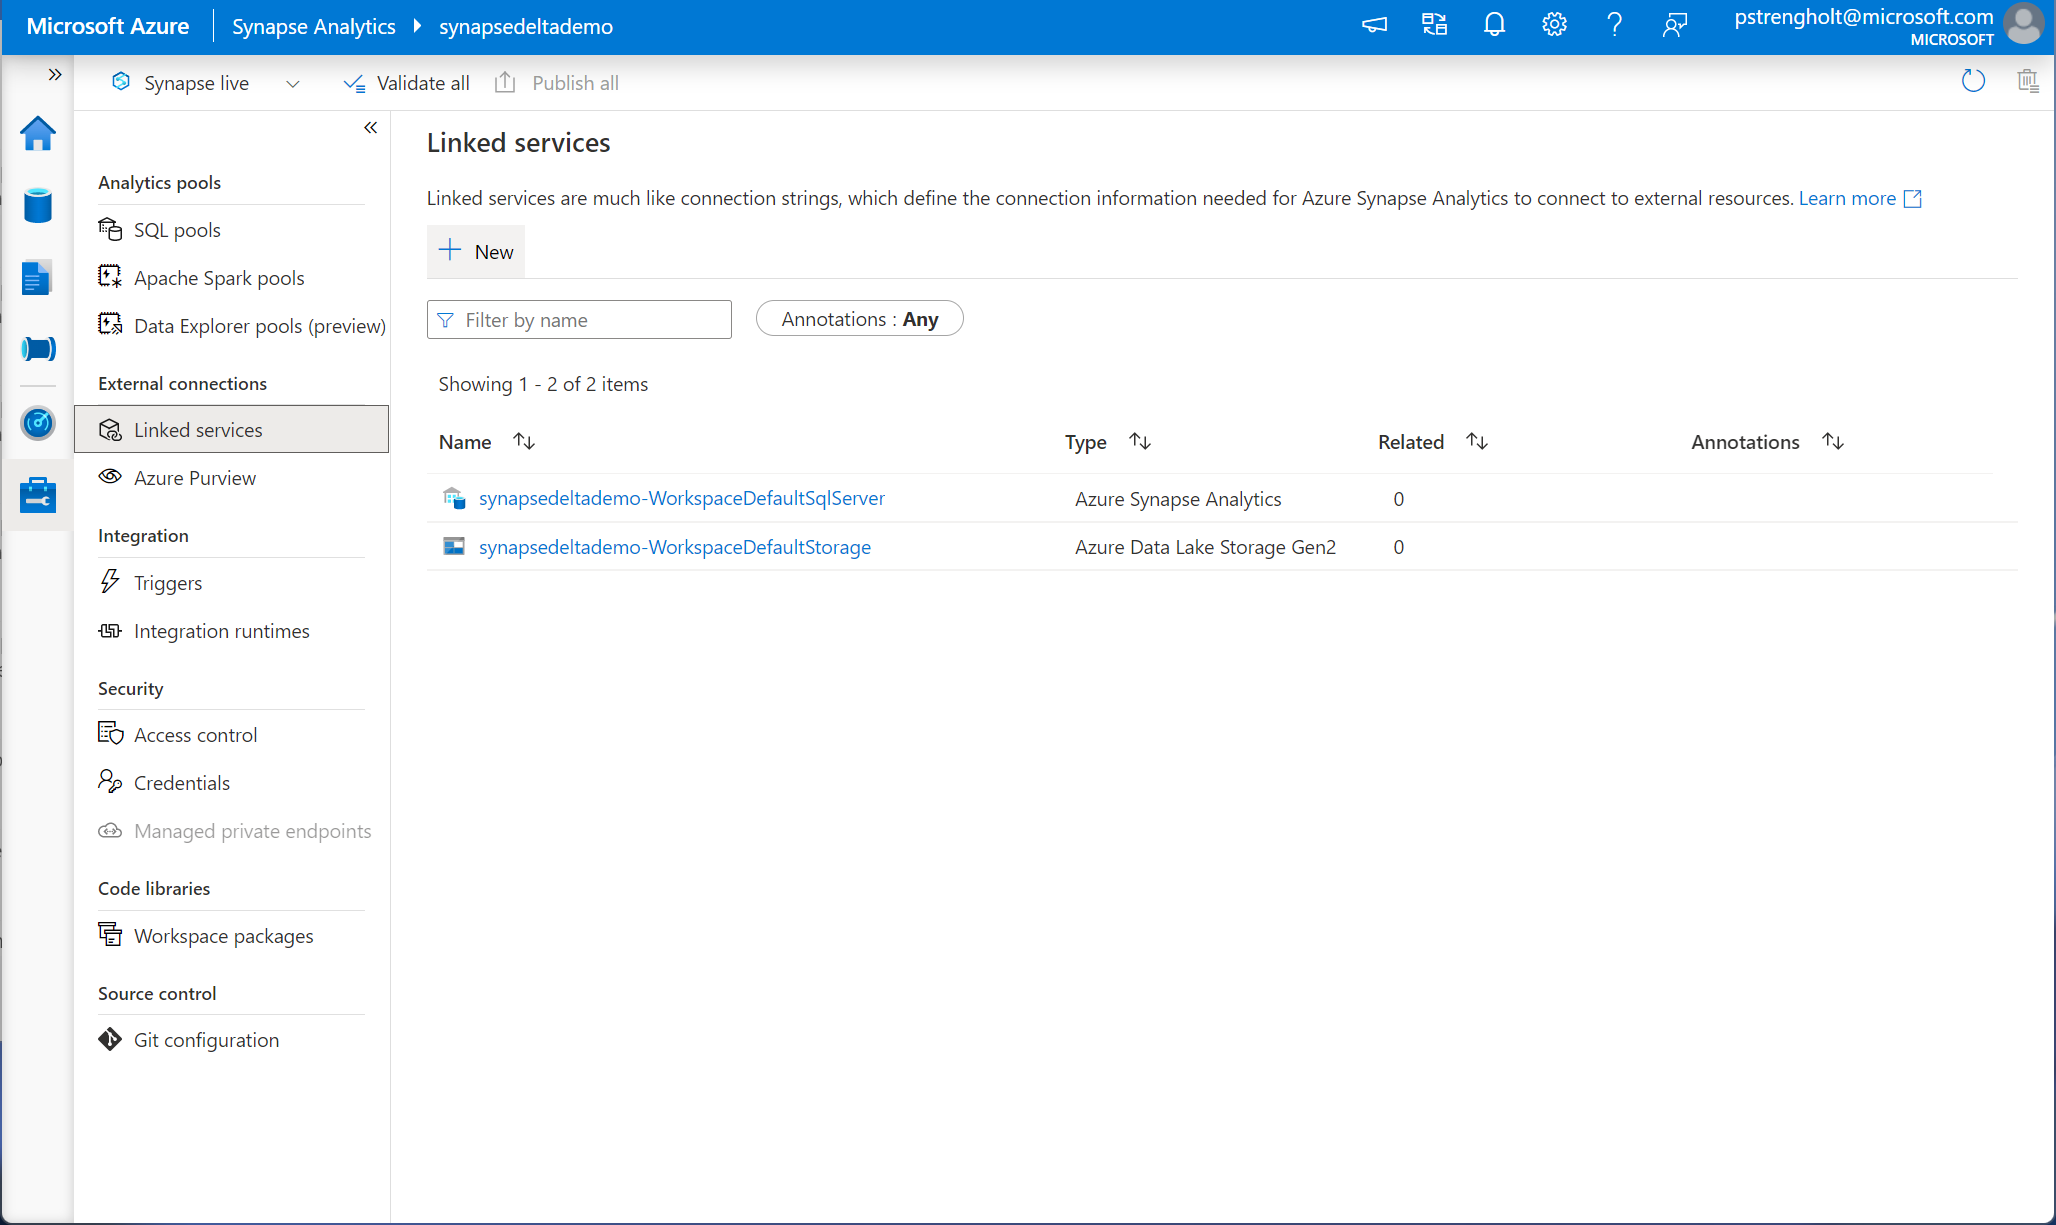 Microsoft Azure
Synapse Analytics
synapsedeltademo
pstrengholt@microsoft.com
MICROSOFT
Synapse live
Validate all
Publish all
Analytics pools
SQL pools
Apache Spark pools
Data Explorer pools (preview)
External connections
Linked services
Azure Purview
Integration
Triggers
Integration runtimes
Security
Access control
Credentials
Managed private endpoints
Code libraries
Workspace packages
Source control
Git configuration
Linked services
Linked services are much like connection strings, which define the connection information needed for Azure Synapse Analytics to connect to external resources. Learn more
New
Filter by name
Annotations : Any
Showing 1 - 2 of 2 items
Name Type Related Annotations
synapsedeltademo-WorkspaceDefaultSqlServer Azure Synapse Analytics 0
synapsedeltademo-WorkspaceDefaultStorage Azure Data Lake Storage Gen2 0